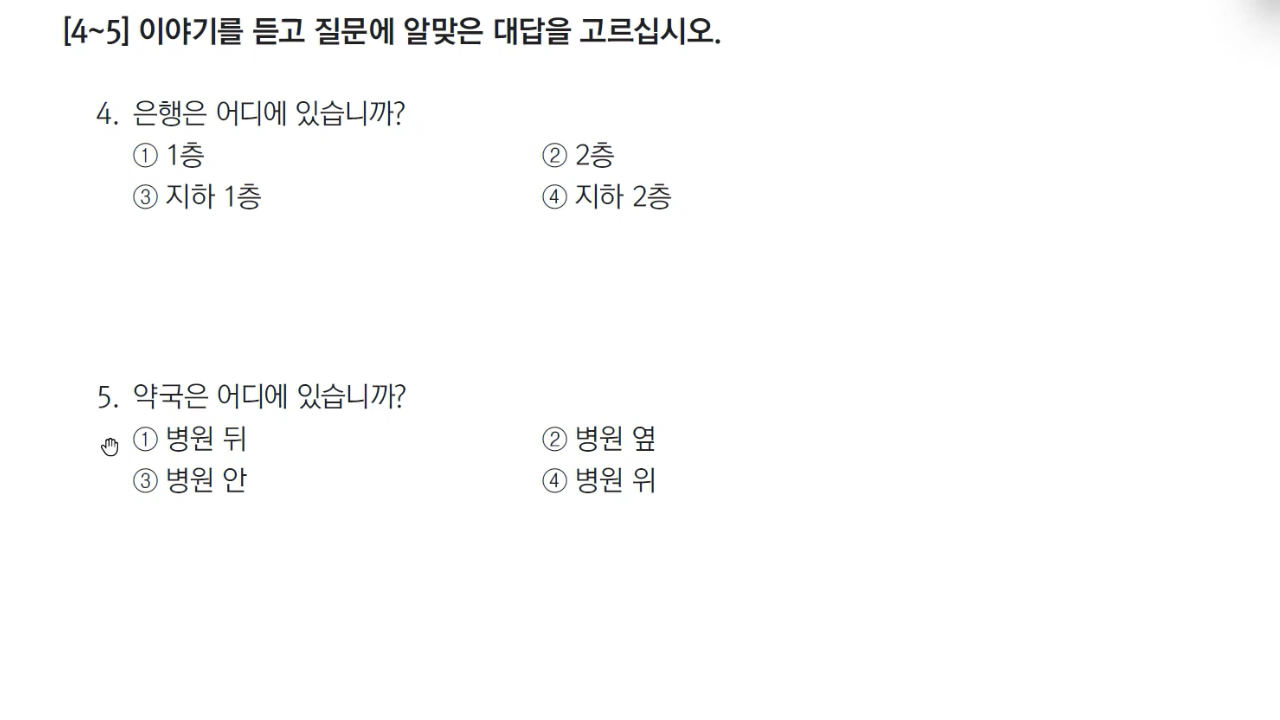 [4~5] 이야기를 듣고 질문에 알맞은 대답을 고르십시오.
4. 은행은 어디에 있습니까?
① 1층 ② 2층
③ 지하 1층 ④ 지하 2층
5. 약국은 어디에 있습니까?
① 병원 뒤 ② 병원 옆
③ 병원 안 ④ 병원 위